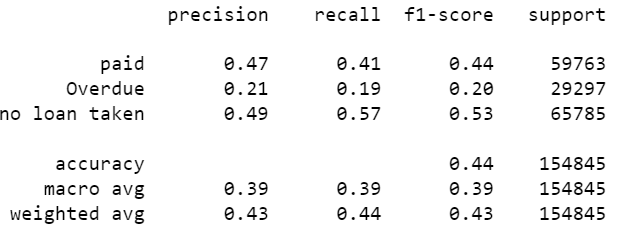 precision recall f1-score support
paid 0.47 0.41 0.44 59763
Overdue 0.21 0.19 0.20 29297
no loan taken 0.49 0.57 0.53 65785
accuracy 0.44 154845
macro avg 0.39 0.39 0.39 154845
weighted avg 0.43 0.44 0.43 154845